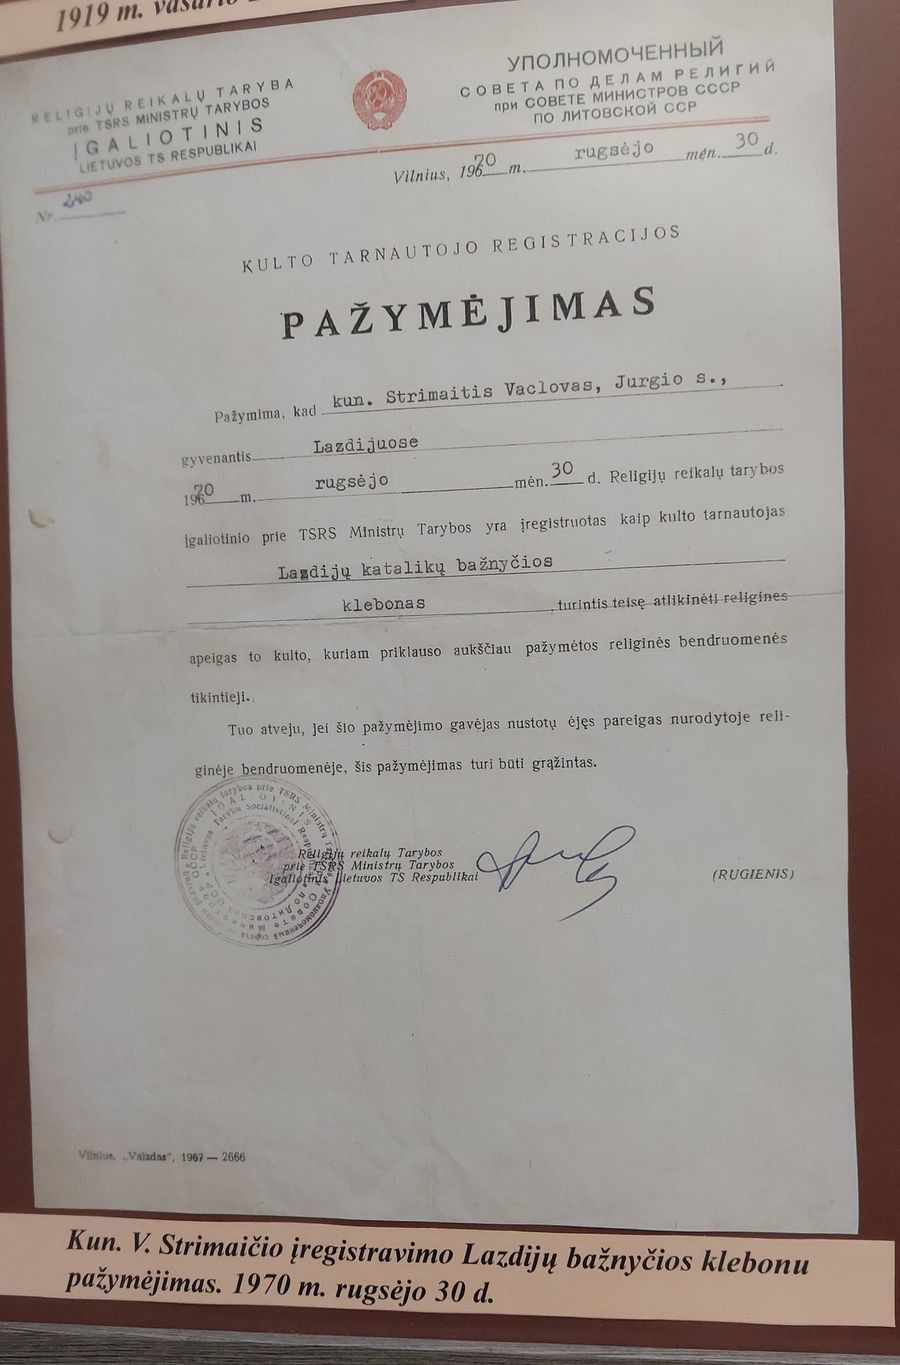 1919 m. vasario
RELIGIJŲ REIKALŲ TARYBA
prie TSRS MINISTRŲ TARYBOS
ĮGALIOTINIS
LIETUVOS TS RESPUBLIKAI
УПОЛНОМОЧЕННЫЙ
СОВЕТА ПО ДЕЛАМ РЕЛИГИЙ
при СОВЕТЕ МИНИСТРОВ СССР
ПО ЛИТОВСКОЙ ССР
Nr. 240
Vilnius, 1970 m. rugsėjo mėn. 30 d.
KULTO TARNAUTOJO REGISTRACIJOS
PAŽYMĖJIMAS
Pažymima, kad kun. Strimaitis Vaclovas, Jurgio s.,
gyvenantis Lazdijuose
1970 m. rugsėjo mėn. 30 d. Religijų reikalų tarybos
įgaliotinio prie TSRS Ministrų Tarybos yra įregistruotas kaip kulto tarnautojas
Lazdijų katalikų bažnyčios
klebonas, turintis teisę atlikinėti religines
apeigas to kulto, kuriam priklauso aukščiau pažymėtos religinės bendruomenės
tikintieji.
Tuo atveju, jei šio pažymėjimo gavėjas nustotų ėjęs pareigas nurodytoje reli-
ginėje bendruomenėje, šis pažymėjimas turi būti grąžintas.
Religijų reikalų Tarybos
prie TSRS Ministrų Tarybos
Įgaliotinis Lietuvos TS Respublikai
(RUGIENIS)
Vilnius, „Vaizdas", 1967 — 2666
Kun. V. Strimaičio įregistravimo Lazdijų bažnyčios klebonu
pažymėjimas. 1970 m. rugsėjo 30 d.